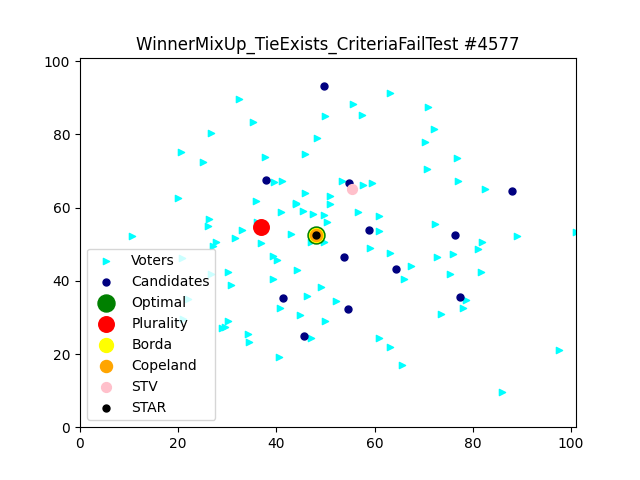 WinnerMixUp_TieExists_CriteriaFailTest #4577
100
80
60
40
20
0
Voters
Candidates
Optimal
Plurality
Borda
Copeland
STV
STAR
0 20 40 60 80 100